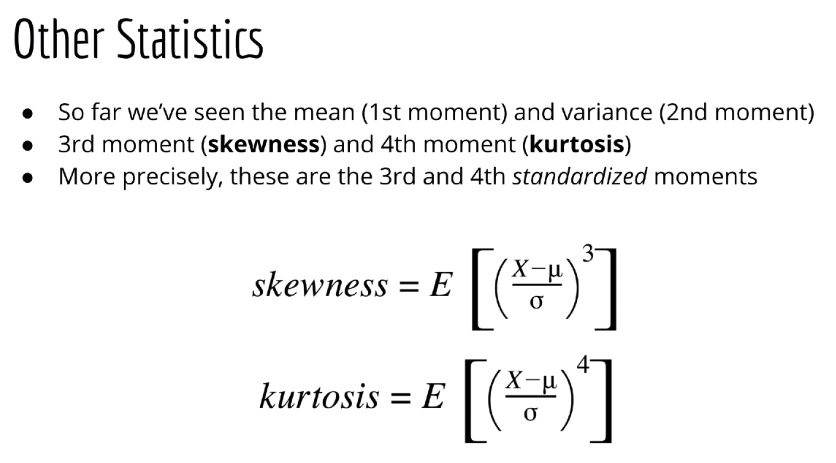 Other Statistics
● So far we've seen the mean (1st moment) and variance (2nd moment)
● 3rd moment (skewness) and 4th moment (kurtosis)
● More precisely, these are the 3rd and 4th standardized moments
skewness = E [((X−μ)/σ)^3]
kurtosis = E [((X−μ)/σ)^4]